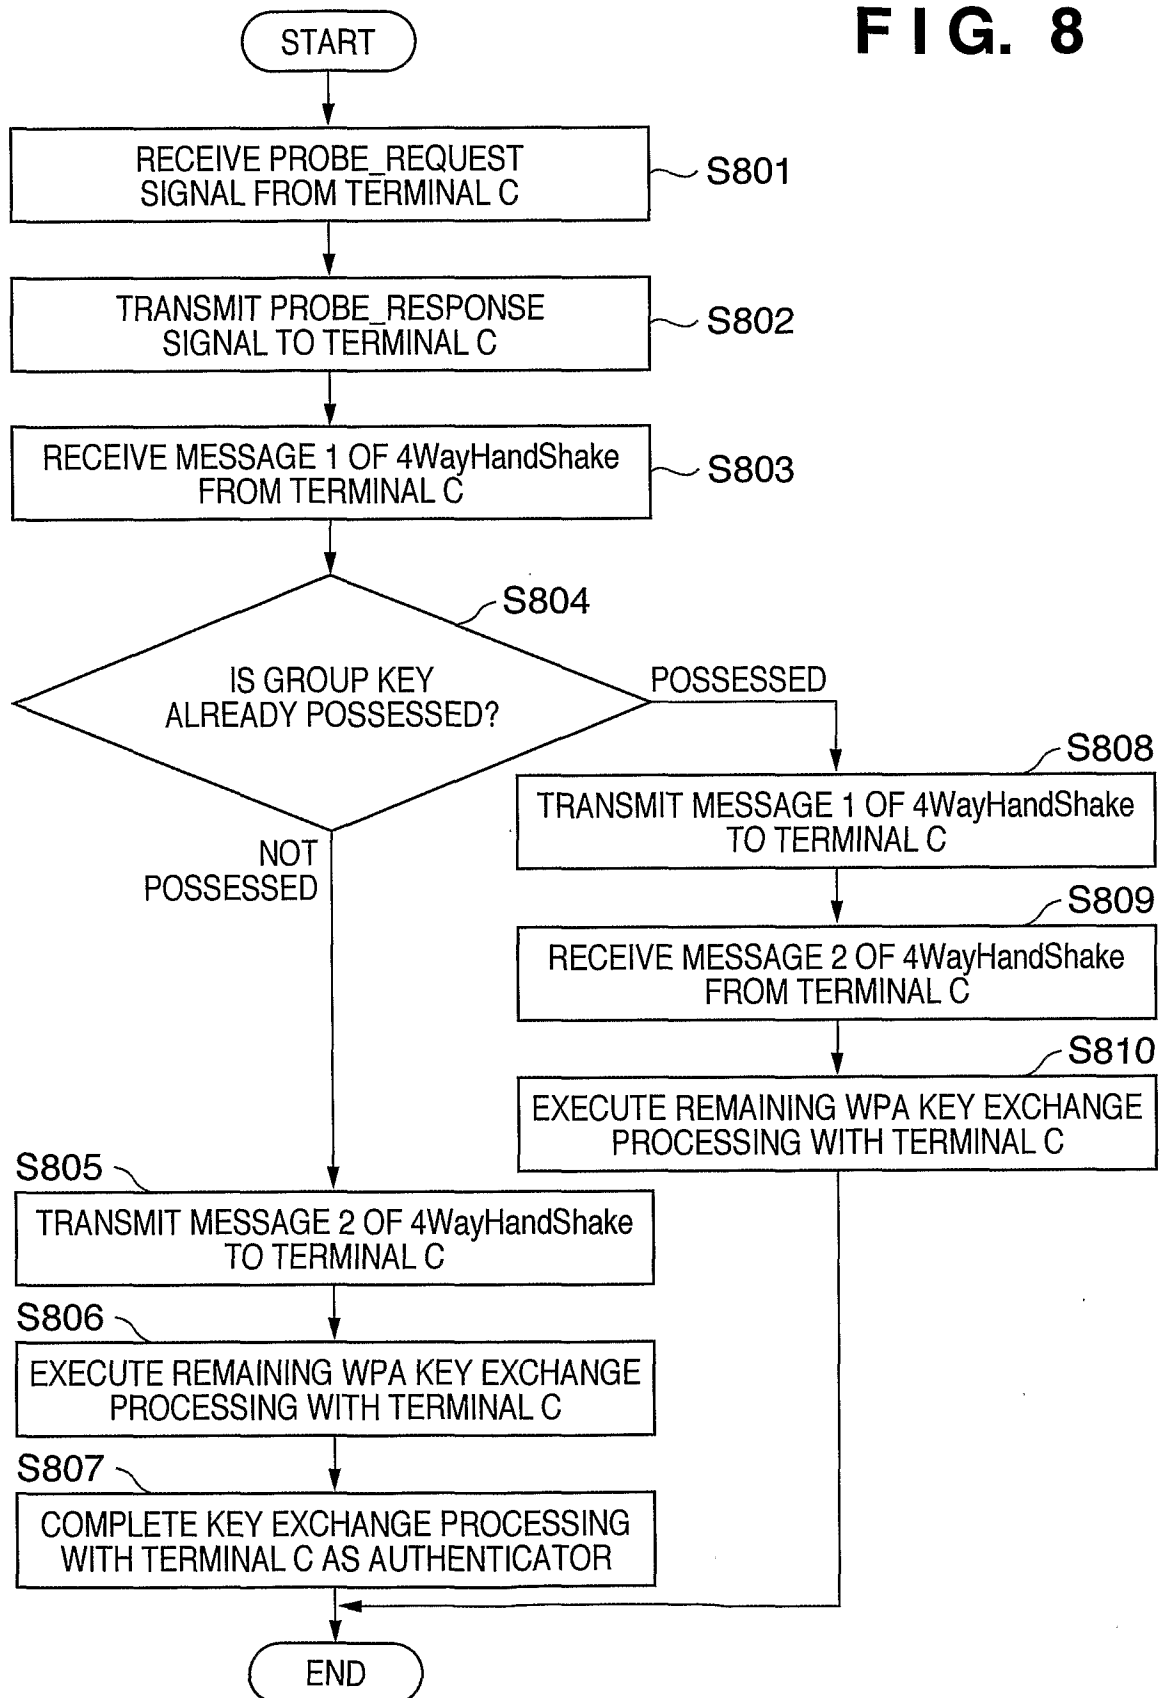 FIG. 8
START
RECEIVE PROBE_REQUEST
SIGNAL FROM TERMINAL C
S801
TRANSMIT PROBE_RESPONSE
SIGNAL TO TERMINAL C
S802
RECEIVE MESSAGE 1 OF 4WayHandShake
FROM TERMINAL C
S803
S804
IS GROUP KEY
ALREADY POSSESSED?
POSSESSED
NOT
POSSESSED
S808
TRANSMIT MESSAGE 1 OF 4WayHandShake
TO TERMINAL C
S809
RECEIVE MESSAGE 2 OF 4WayHandShake
FROM TERMINAL C
S810
EXECUTE REMAINING WPA KEY EXCHANGE
PROCESSING WITH TERMINAL C
S805
TRANSMIT MESSAGE 2 OF 4WayHandShake
TO TERMINAL C
S806
EXECUTE REMAINING WPA KEY EXCHANGE
PROCESSING WITH TERMINAL C
S807
COMPLETE KEY EXCHANGE PROCESSING
WITH TERMINAL C AS AUTHENTICATOR
END